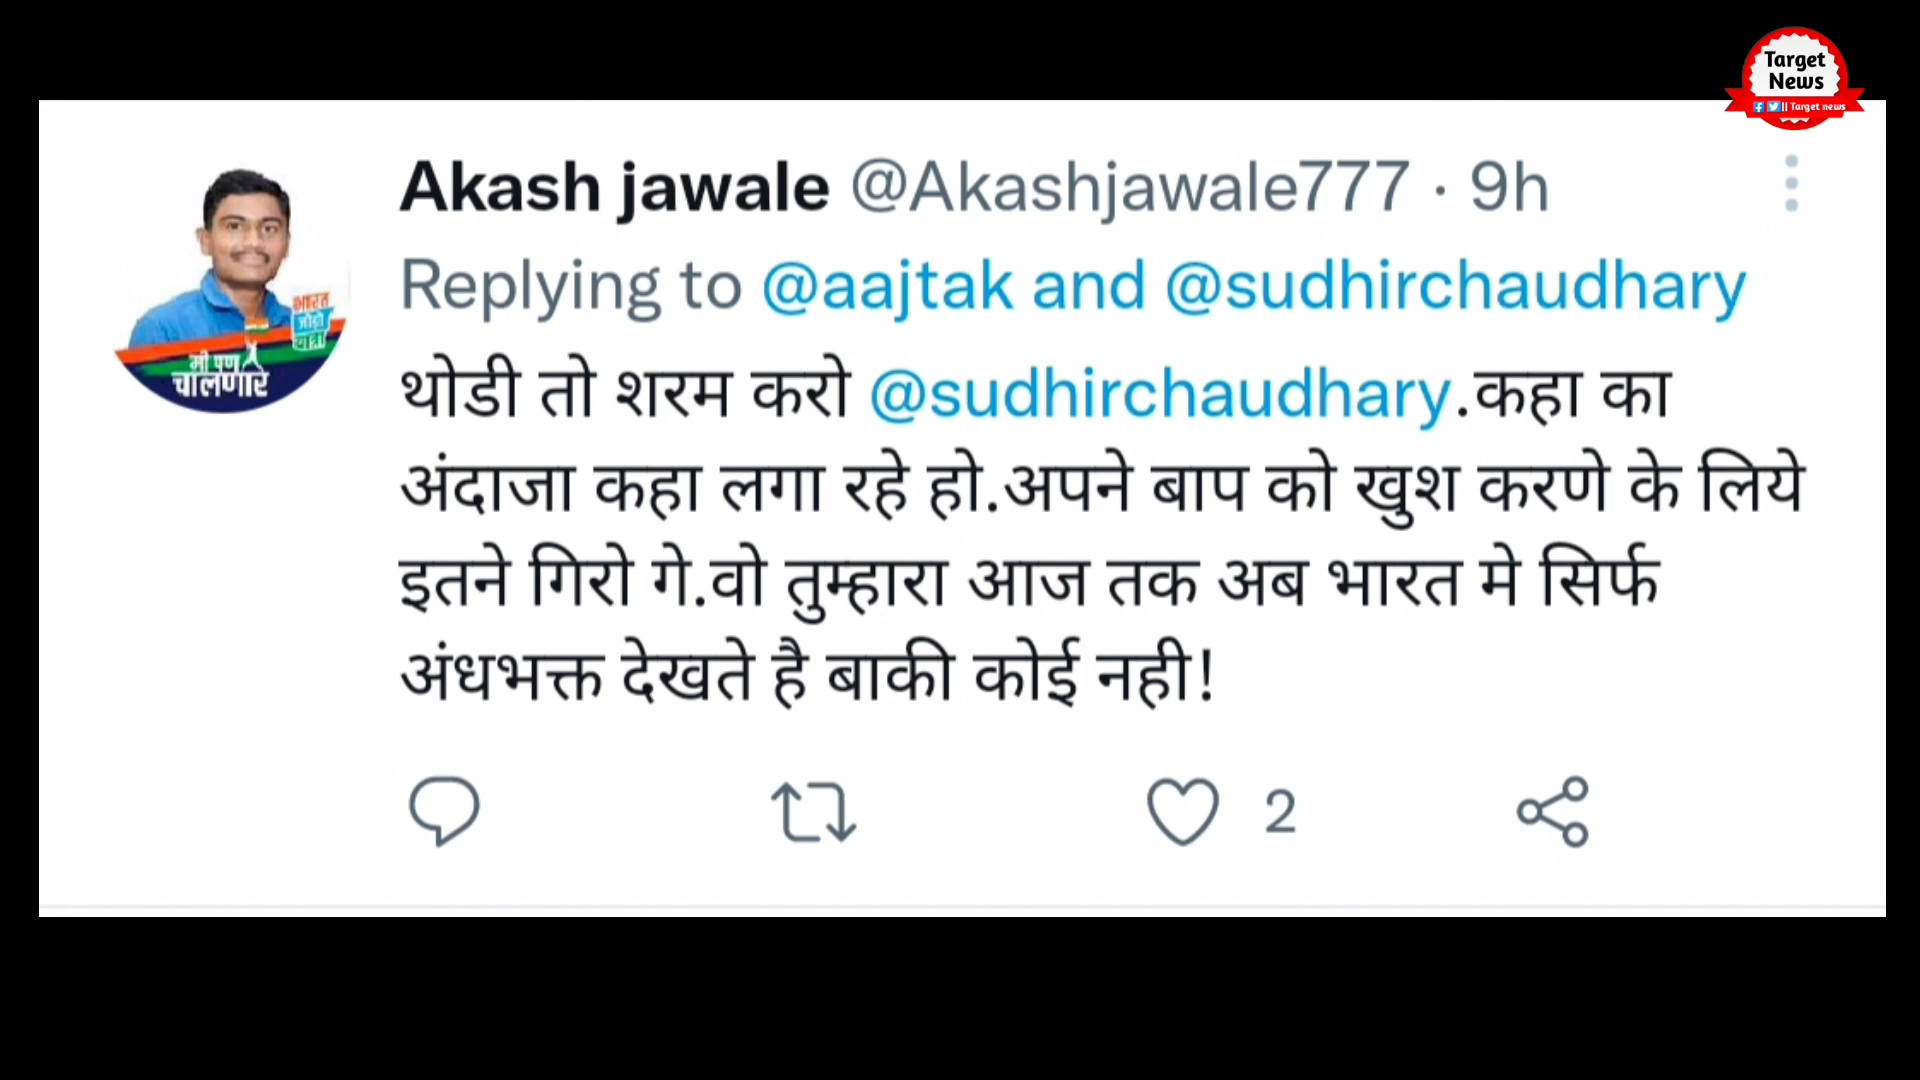 Target
News
|| Target news
Akash jawale @Akashjawale777 · 9h
Replying to @aajtak and @sudhirchaudhary
थोडी तो शरम करो @sudhirchaudhary.कहा का
अंदाजा कहा लगा रहे हो.अपने बाप को खुश करणे के लिये
इतने गिरो गे.वो तुम्हारा आज तक अब भारत मे सिर्फ
अंधभक्त देखते है बाकी कोई नही!
भारत
जोड़ो
यात्रा
मी पण
चालणार
2